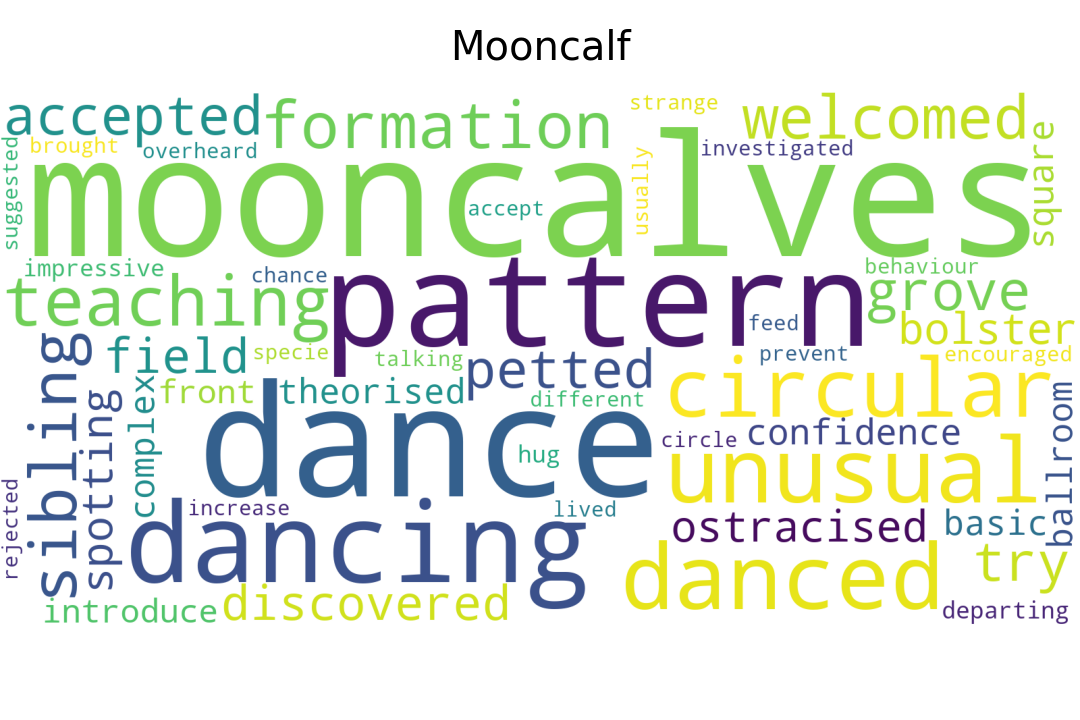 Mooncalf
accepted
formation
strange
welcomed
brought
overheard
investigated
suggested
mooncalves
usually
square
accept
impressive
chance
pattern
behaviour
teaching
grove
feed
bolster
field
specie
talking
petted
prevent
encouraged
sibling
spotting
complex
front
theorised
different
circular
dance
circle
confidence
ballroom
hug
unusual
rejected
increase
lived
dancing
ostracised
basic
danced
try
introduce
discovered
departing